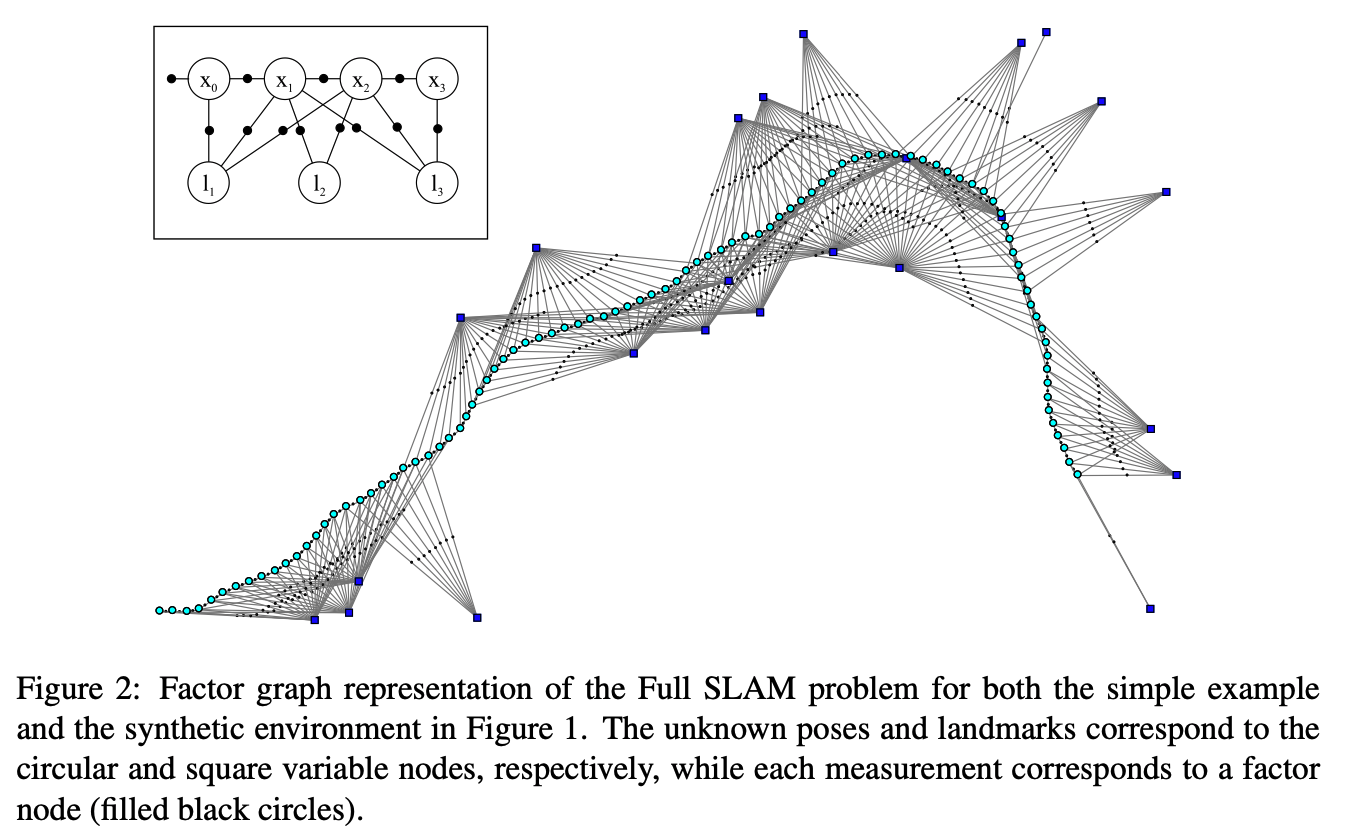 x0 x1 x2 x3
l1 l2 l3
Figure 2: Factor graph representation of the Full SLAM problem for both the simple example
and the synthetic environment in Figure 1. The unknown poses and landmarks correspond to the
circular and square variable nodes, respectively, while each measurement corresponds to a factor
node (filled black circles).